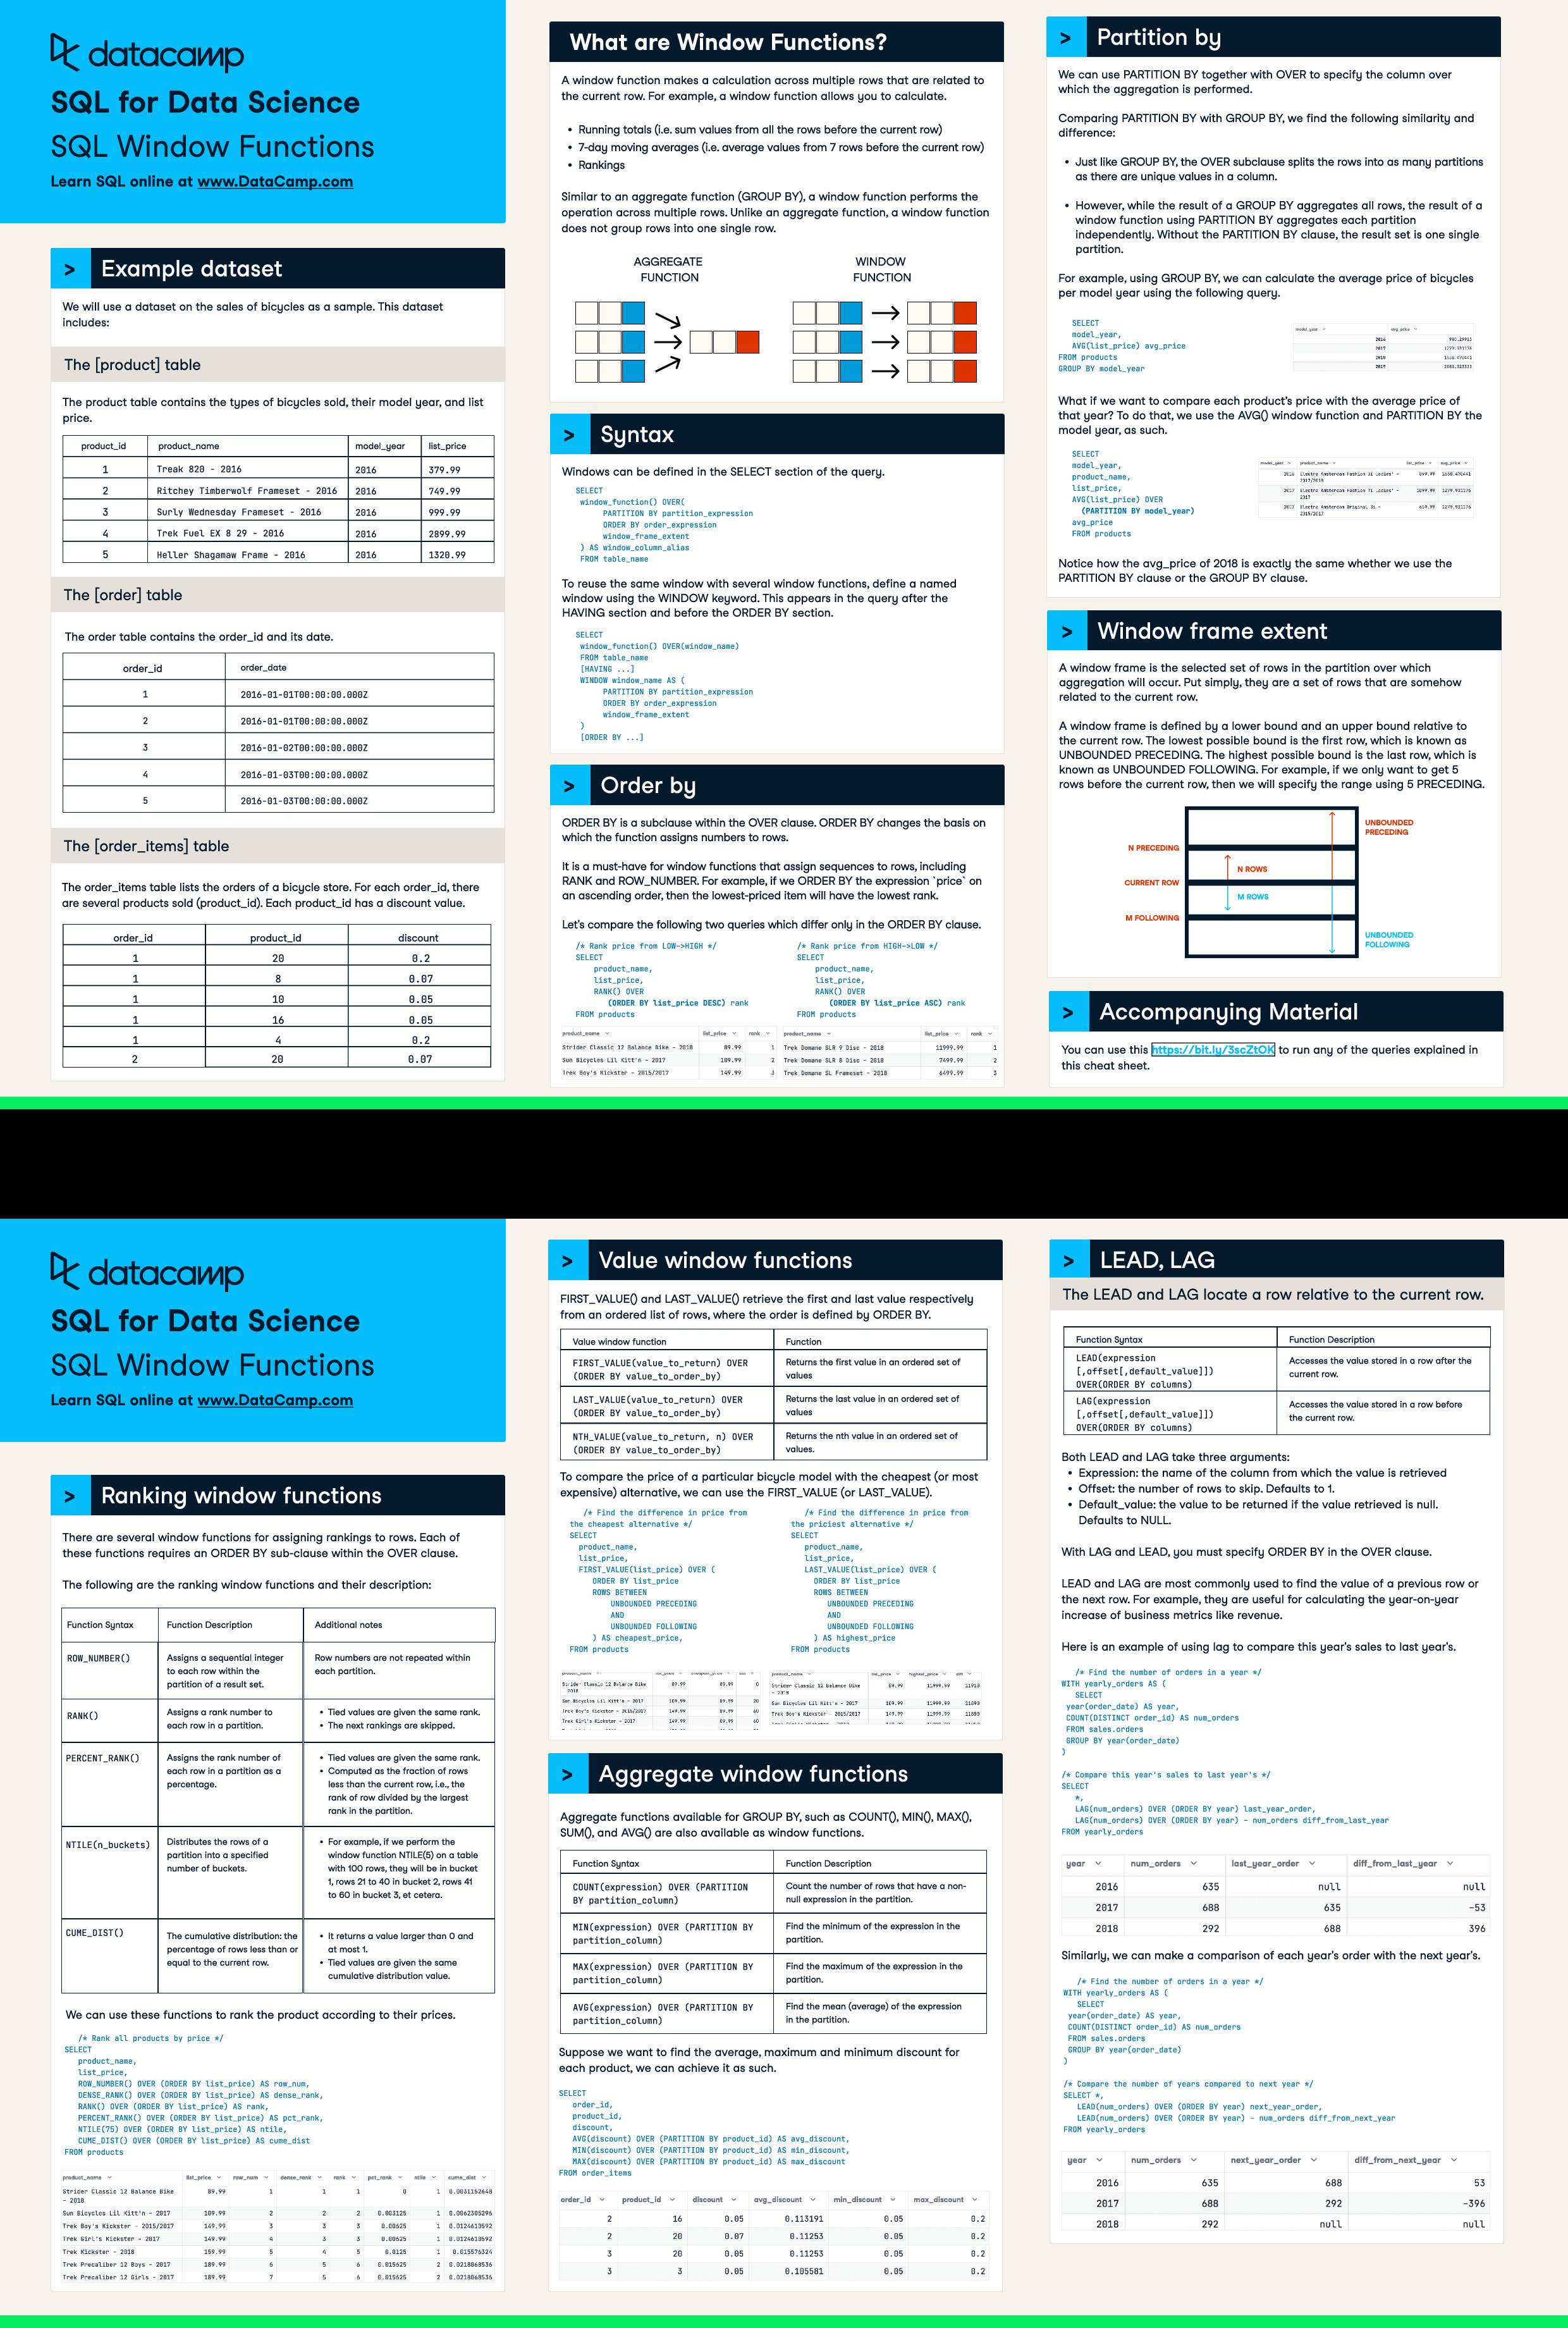 datacamp
SQL for Data Science
SQL Window Functions
Learn SQL online at www.DataCamp.com
> Example dataset
We will use a dataset on the sales of bicycles as a sample. This dataset
includes:
The [product] table
The product table contains the types of bicycles sold, their model year, and list
price.
product_id product_name model_year list_price
1 Treak 820 - 2016 2016 379.99
2 Ritchey Timberwolf Frameset - 2016 2016 749.99
3 Surly Wednesday Frameset - 2016 2016 999.99
4 Trek Fuel EX 8 29 - 2016 2016 2899.99
5 Heller Shagamaw Frame - 2016 2016 1320.99
The [order] table
The order table contains the order_id and its date.
order_id order_date
1 2016-01-01T00:00:00.000Z
2 2016-01-01T00:00:00.000Z
3 2016-01-02T00:00:00.000Z
4 2016-01-03T00:00:00.000Z
5 2016-01-03T00:00:00.000Z
The [order_items] table
The order_items table lists the orders of a bicycle store. For each order_id, there
are several products sold (product_id). Each product_id has a discount value.
order_id product_id discount
1 20 0.2
1 8 0.07
1 10 0.05
1 16 0.05
1 4 0.2
2 20 0.07
What are Window Functions?
A window function makes a calculation across multiple rows that are related to
the current row. For example, a window function allows you to calculate.
• Running totals (i.e. sum values from all the rows before the current row)
• 7-day moving averages (i.e. average values from 7 rows before the current row)
• Rankings
Similar to an aggregate function (GROUP BY), a window function performs the
operation across multiple rows. Unlike an aggregate function, a window function
does not group rows into one single row.
AGGREGATE
FUNCTION
WINDOW
FUNCTION
> Syntax
Windows can be defined in the SELECT section of the query.
SELECT
window_function() OVER(
PARTITION BY partition_expression
ORDER BY order_expression
window_frame_extent
) AS window_column_alias
FROM table_name
To reuse the same window with several window functions, define a named
window using the WINDOW keyword. This appears in the query after the
HAVING section and before the ORDER BY section.
SELECT
window_function() OVER(window_name)
FROM table_name
[HAVING ...]
WINDOW window_name AS (
PARTITION BY partition_expression
ORDER BY order_expression
window_frame_extent
)
[ORDER BY ...]
> Order by
ORDER BY is a subclause within the OVER clause. ORDER BY changes the basis on
which the function assigns numbers to rows.
It is a must-have for window functions that assign sequences to rows, including
RANK and ROW_NUMBER. For example, if we ORDER BY the expression `price` on
an ascending order, then the lowest-priced item will have the lowest rank.
Let's compare the following two queries which differ only in the ORDER BY clause.
/* Rank price from LOW->HIGH */
SELECT
product_name,
list_price,
RANK() OVER
(ORDER BY list_price DESC) rank
FROM products
/* Rank price from HIGH->LOW */
SELECT
product_name,
list_price,
RANK() OVER
(ORDER BY list_price ASC) rank
FROM products
product_name list_price rank
Strider Classic 12 Balance Bike - 2018 89.99 1
Sun Bicycles Lil Kitt'n - 2017 109.99 2
Trek Boy's Kickster - 2015/2017 149.99 3
product_name list_price rank
Trek Domane SLR 9 Disc - 2018 11999.99 1
Trek Domane SLR 8 Disc - 2018 7499.99 2
Trek Domane SL Frameset - 2018 6499.99 3
> Partition by
We can use PARTITION BY together with OVER to specify the column over
which the aggregation is performed.
Comparing PARTITION BY with GROUP BY, we find the following similarity and
difference:
• Just like GROUP BY, the OVER subclause splits the rows into as many partitions
as there are unique values in a column.
• However, while the result of a GROUP BY aggregates all rows, the result of a
window function using PARTITION BY aggregates each partition
independently. Without the PARTITION BY clause, the result set is one single
partition.
For example, using GROUP BY, we can calculate the average price of bicycles
per model year using the following query.
SELECT
model_year,
AVG(list_price) avg_price
FROM products
GROUP BY model_year
model_year avg_price
2016
2017
2018
2019
What if we want to compare each product's price with the average price of
that year? To do that, we use the AVG() window function and PARTITION BY the
model year, as such.
SELECT
model_year,
product_name,
list_price,
AVG(list_price) OVER
(PARTITION BY model_year)
avg_price
FROM products
model_year product_name list_price avg_price
2018 Electra Amsterdam Fashion 3i Ladies' -
2017/2018
2017 Electra Amsterdam Fashion 7i Ladies' -
2017
2017 Electra Amsterdam Original 3i -
2015/2017
Notice how the avg_price of 2018 is exactly the same whether we use the
PARTITION BY clause or the GROUP BY clause.
> Window frame extent
A window frame is the selected set of rows in the partition over which
aggregation will occur. Put simply, they are a set of rows that are somehow
related to the current row.
A window frame is defined by a lower bound and an upper bound relative to
the current row. The lowest possible bound is the first row, which is known as
UNBOUNDED PRECEDING. The highest possible bound is the last row, which is
known as UNBOUNDED FOLLOWING. For example, if we only want to get 5
rows before the current row, then we will specify the range using 5 PRECEDING.
UNBOUNDED
PRECEDING
N PRECEDING
N ROWS
CURRENT ROW
M ROWS
M FOLLOWING
UNBOUNDED
FOLLOWING
> Accompanying Material
You can use this https://bit.ly/3scZtOK to run any of the queries explained in
this cheat sheet.
datacamp
SQL for Data Science
SQL Window Functions
Learn SQL online at www.DataCamp.com
> Ranking window functions
There are several window functions for assigning rankings to rows. Each of
these functions requires an ORDER BY sub-clause within the OVER clause.
The following are the ranking window functions and their description:
Function Syntax Function Description Additional notes
ROW_NUMBER() Assigns a sequential integer
to each row within the
partition of a result set.
Row numbers are not repeated within
each partition.
RANK() Assigns a rank number to
each row in a partition.
• Tied values are given the same rank.
• The next rankings are skipped.
PERCENT_RANK() Assigns the rank number of
each row in a partition as a
percentage.
• Tied values are given the same rank.
• Computed as the fraction of rows
less than the current row, i.e., the
rank of row divided by the largest
rank in the partition.
NTILE(n_buckets) Distributes the rows of a
partition into a specified
number of buckets.
• For example, if we perform the
window function NTILE(5) on a table
with 100 rows, they will be in bucket
1, rows 21 to 40 in bucket 2, rows 41
to 60 in bucket 3, et cetera.
CUME_DIST() The cumulative distribution: the
percentage of rows less than or
equal to the current row.
• It returns a value larger than 0 and
at most 1.
• Tied values are given the same
cumulative distribution value.
We can use these functions to rank the product according to their prices.
/* Rank all products by price */
SELECT
product_name,
list_price,
ROW_NUMBER() OVER (ORDER BY list_price) AS row_num,
DENSE_RANK() OVER (ORDER BY list_price) AS dense_rank,
RANK() OVER (ORDER BY list_price) AS rank,
PERCENT_RANK() OVER (ORDER BY list_price) AS pct_rank,
NTILE(75) OVER (ORDER BY list_price) AS ntile,
CUME_DIST() OVER (ORDER BY list_price) AS cume_dist
FROM products
product_name list_price row_num dense_rank rank pct_rank ntile cume_dist
Strider Classic 12 Balance Bike
- 2018 89.99 1 1 1 0 1 0.0031152648
Sun Bicycles Lil Kitt'n - 2017 109.99 2 2 2 0.003125 1 0.0062305296
Trek Boy's Kickster - 2015/2017 149.99 3 3 3 0.00625 1 0.0124610592
Trek Girl's Kickster - 2017 149.99 4 3 3 0.00625 1 0.0124610592
Trek Kickster - 2018 159.99 5 4 5 0.0125 1 0.015576324
Trek Precaliber 12 Boys - 2017 189.99 6 5 6 0.015625 2 0.0218068536
Trek Precaliber 12 Girls - 2017 189.99 7 5 6 0.015625 2 0.0218068536
> Value window functions
FIRST_VALUE() and LAST_VALUE() retrieve the first and last value respectively
from an ordered list of rows, where the order is defined by ORDER BY.
Value window function Function
FIRST_VALUE(value_to_return) OVER
(ORDER BY value_to_order_by)
Returns the first value in an ordered set of
values
LAST_VALUE(value_to_return) OVER
(ORDER BY value_to_order_by)
Returns the last value in an ordered set of
values
NTH_VALUE(value_to_return, n) OVER
(ORDER BY value_to_order_by)
Returns the nth value in an ordered set of
values.
To compare the price of a particular bicycle model with the cheapest (or most
expensive) alternative, we can use the FIRST_VALUE (or LAST_VALUE).
/* Find the difference in price from
the cheapest alternative */
SELECT
product_name,
list_price,
FIRST_VALUE(list_price) OVER (
ORDER BY list_price
ROWS BETWEEN
UNBOUNDED PRECEDING
AND
UNBOUNDED FOLLOWING
) AS cheapest_price,
FROM products
/* Find the difference in price from
the priciest alternative */
SELECT
product_name,
list_price,
LAST_VALUE(list_price) OVER (
ORDER BY list_price
ROWS BETWEEN
UNBOUNDED PRECEDING
AND
UNBOUNDED FOLLOWING
) AS highest_price
FROM products
Strider Classic 12 Balance Bike
- 2018 89.99 89.99 0
Sun Bicycles Lil Kitt'n - 2017 109.99 89.99 20
Trek Boy's Kickster - 2015/2017 149.99 89.99 60
Trek Girl's Kickster - 2017 149.99 89.99 60
product_name list_price highest_price diff
Strider Classic 12 Balance Bike
- 2018 89.99 11999.99 11910
Sun Bicycles Lil Kitt'n - 2017 109.99 11999.99 11890
Trek Boy's Kickster - 2015/2017 149.99 11999.99 11850
> Aggregate window functions
Aggregate functions available for GROUP BY, such as COUNT(), MIN(), MAX(),
SUM(), and AVG() are also available as window functions.
Function Syntax Function Description
COUNT(expression) OVER (PARTITION
BY partition_column)
Count the number of rows that have a non-
null expression in the partition.
MIN(expression) OVER (PARTITION BY
partition_column)
Find the minimum of the expression in the
partition.
MAX(expression) OVER (PARTITION BY
partition_column)
Find the maximum of the expression in the
partition.
AVG(expression) OVER (PARTITION BY
partition_column)
Find the mean (average) of the expression
in the partition.
Suppose we want to find the average, maximum and minimum discount for
each product, we can achieve it as such.
SELECT
order_id,
product_id,
discount,
AVG(discount) OVER (PARTITION BY product_id) AS avg_discount,
MIN(discount) OVER (PARTITION BY product_id) AS min_discount,
MAX(discount) OVER (PARTITION BY product_id) AS max_discount
FROM order_items
order_id product_id discount avg_discount min_discount max_discount
2 16 0.05 0.113191 0.05 0.2
2 20 0.07 0.11253 0.05 0.2
3 20 0.05 0.11253 0.05 0.2
3 3 0.05 0.105581 0.05 0.2
> LEAD, LAG
The LEAD and LAG locate a row relative to the current row.
Function Syntax Function Description
LEAD(expression
[,offset[,default_value]])
OVER(ORDER BY columns)
Accesses the value stored in a row after the
current row.
LAG(expression
[,offset[,default_value]])
OVER(ORDER BY columns)
Accesses the value stored in a row before
the current row.
Both LEAD and LAG take three arguments:
• Expression: the name of the column from which the value is retrieved
• Offset: the number of rows to skip. Defaults to 1.
• Default_value: the value to be returned if the value retrieved is null.
Defaults to NULL.
With LAG and LEAD, you must specify ORDER BY in the OVER clause.
LEAD and LAG are most commonly used to find the value of a previous row or
the next row. For example, they are useful for calculating the year-on-year
increase of business metrics like revenue.
Here is an example of using lag to compare this year's sales to last year's.
/* Find the number of orders in a year */
WITH yearly_orders AS (
SELECT
year(order_date) AS year,
COUNT(DISTINCT order_id) AS num_orders
FROM sales.orders
GROUP BY year(order_date)
)
/* Compare this year's sales to last year's */
SELECT
*,
LAG(num_orders) OVER (ORDER BY year) last_year_order,
LAG(num_orders) OVER (ORDER BY year) - num_orders diff_from_last_year
FROM yearly_orders
year num_orders last_year_order diff_from_last_year
2016 635 null null
2017 688 635 -53
2018 292 688 396
Similarly, we can make a comparison of each year's order with the next year's.
/* Find the number of orders in a year */
WITH yearly_orders AS (
SELECT
year(order_date) AS year,
COUNT(DISTINCT order_id) AS num_orders
FROM sales.orders
GROUP BY year(order_date)
)
/* Compare the number of years compared to next year */
SELECT *,
LEAD(num_orders) OVER (ORDER BY year) next_year_order,
LEAD(num_orders) OVER (ORDER BY year) - num_orders diff_from_next_year
FROM yearly_orders
year num_orders next_year_order diff_from_next_year
2016 635 688 53
2017 688 292 -396
2018 292 null null